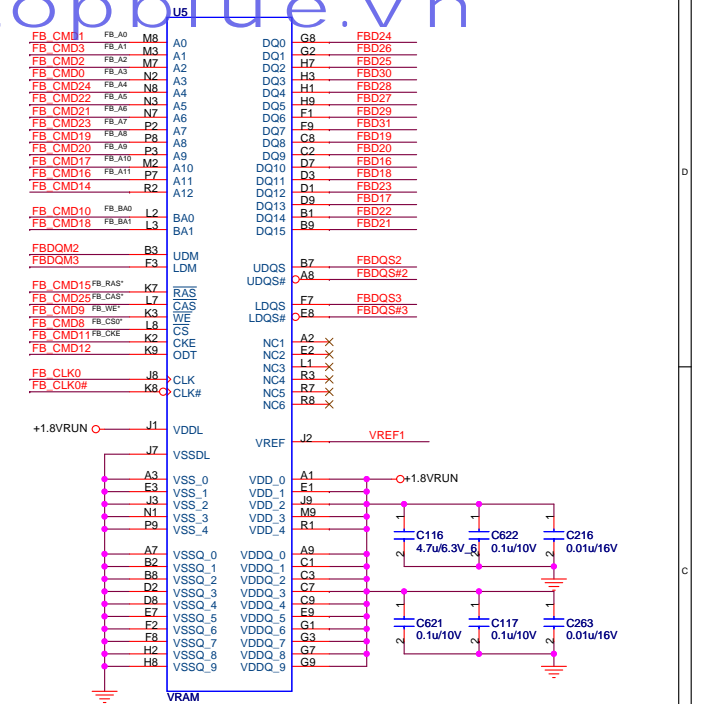 topblue.vn
U5
FB_CMD1 FB_A0 M8 A0 DQ0 G8 FBD24
FB_CMD3 FB_A1 M3 A1 DQ1 G2 FBD26
FB_CMD2 FB_A2 M7 A2 DQ2 H7 FBD25
FB_CMD0 FB_A3 N2 A3 DQ3 H3 FBD30
FB_CMD24 FB_A4 N8 A4 DQ4 H1 FBD28
FB_CMD22 FB_A5 N3 A5 DQ5 H9 FBD27
FB_CMD21 FB_A6 N7 A6 DQ6 F1 FBD29
FB_CMD23 FB_A7 P2 A7 DQ7 F9 FBD31
FB_CMD19 FB_A8 P8 A8 DQ8 C8 FBD19
FB_CMD20 FB_A9 P3 A9 DQ9 C2 FBD20
FB_CMD17 FB_A10 M2 A10 DQ10 D7 FBD16
FB_CMD16 FB_A11 P7 A11 DQ11 D3 FBD18
FB_CMD14 R2 A12 DQ12 D1 FBD23
DQ13 D9 FBD17
FB_CMD10 FB_BA0 L2 BA0 DQ14 B1 FBD22
FB_CMD18 FB_BA1 L3 BA1 DQ15 B9 FBD21
FBDQM2 B3 UDM
FBDQM3 F3 LDM UDQS B7 FBDQS2
UDQS# A8 FBDQS#2
FB_CMD15 FB_RAS* K7 RAS
FB_CMD25 FB_CAS* L7 CAS LDQS F7 FBDQS3
FB_CMD9 FB_WE* K3 WE LDQS# E8 FBDQS#3
FB_CMD8 FB_CS0* L8 CS
FB_CMD11 FB_CKE K2 CKE NC1 A2
FB_CMD12 K9 ODT NC2 E2
NC3 L1
FB_CLK0 J8 CLK NC4 R3
FB_CLK0# K8 CLK# NC5 R7
NC6 R8
+1.8VRUN J1 VDDL
VREF J2 VREF1
J7 VSSDL
A3 VSS_0 VDD_0 A1 +1.8VRUN
E3 VSS_1 VDD_1 E1
J3 VSS_2 VDD_2 J9
N1 VSS_3 VDD_3 M9
P9 VSS_4 VDD_4 R1
1 1 1
C116 C622 C216
4.7u/6.3V_6 0.1u/10V 0.01u/16V
2 2 2
A7 VSSQ_0 VDDQ_0 A9
B2 VSSQ_1 VDDQ_1 C1
B8 VSSQ_2 VDDQ_2 C3
D2 VSSQ_3 VDDQ_3 C7
D8 VSSQ_4 VDDQ_4 C9
E7 VSSQ_5 VDDQ_5 E9
F2 VSSQ_6 VDDQ_6 G1
F8 VSSQ_7 VDDQ_7 G3
H2 VSSQ_8 VDDQ_8 G7
H8 VSSQ_9 VDDQ_9 G9
1 1 1
C621 C117 C263
0.1u/10V 0.1u/10V 0.01u/16V
2 2 2
VRAM
D
C